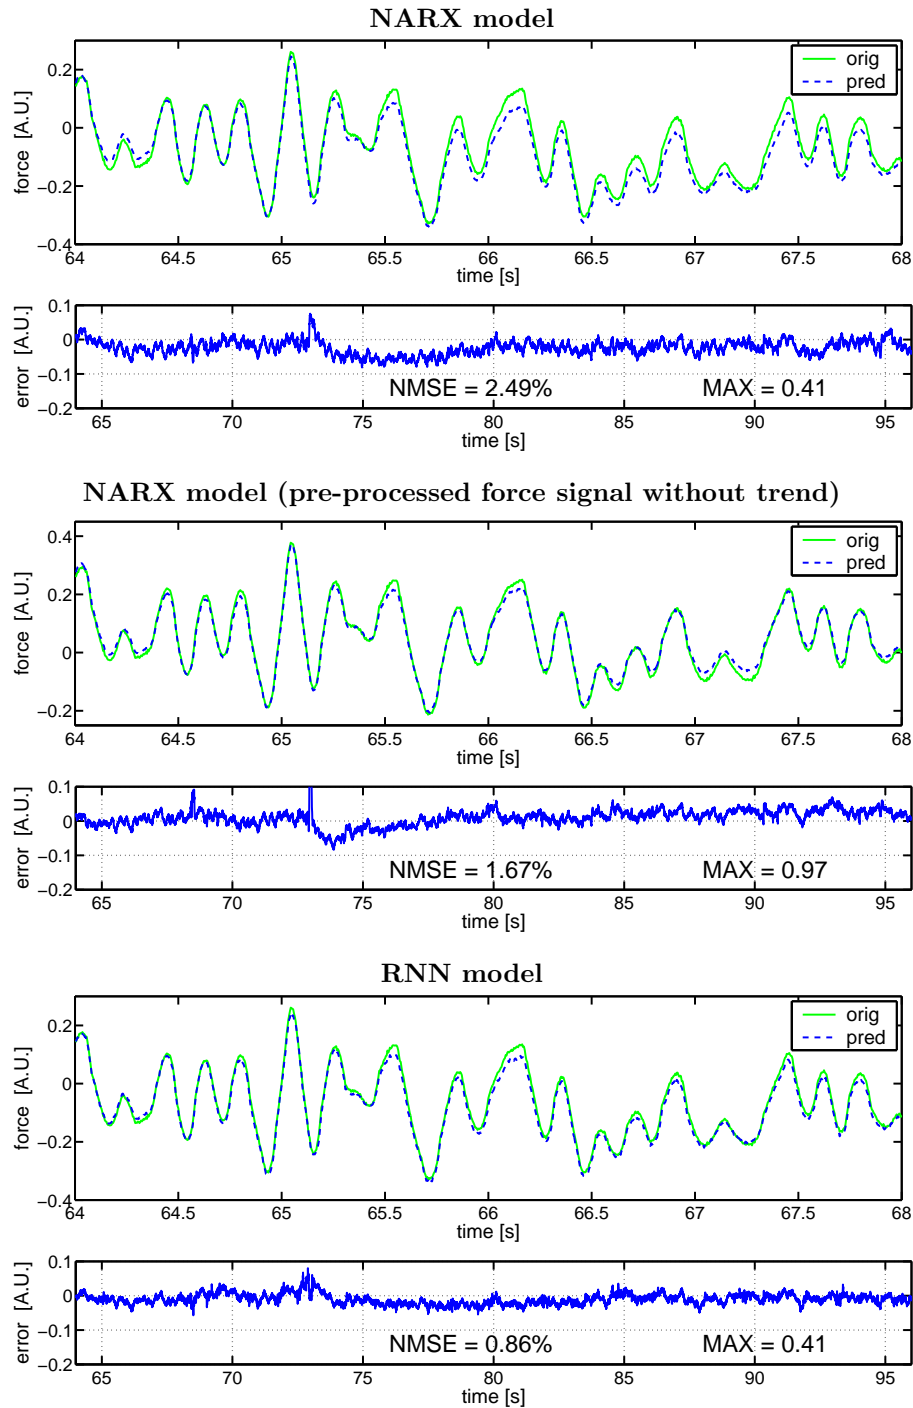 NARX model
0.2
0
−0.2
−0.4
force [A.U.]
orig
pred
64 64.5 65 65.5 66 66.5 67 67.5 68
time [s]
0.1
0
−0.1
−0.2
error [A.U.]
NMSE = 2.49% MAX = 0.41
65 70 75 80 85 90 95
time [s]
NARX model (pre-processed force signal without trend)
0.4
0.2
0
−0.2
force [A.U.]
orig
pred
64 64.5 65 65.5 66 66.5 67 67.5 68
time [s]
0.1
0
−0.1
−0.2
error [A.U.]
NMSE = 1.67% MAX = 0.97
65 70 75 80 85 90 95
time [s]
RNN model
0.2
0
−0.2
−0.4
force [A.U.]
orig
pred
64 64.5 65 65.5 66 66.5 67 67.5 68
time [s]
0.1
0
−0.1
−0.2
error [A.U.]
NMSE = 0.86% MAX = 0.41
65 70 75 80 85 90 95
time [s]